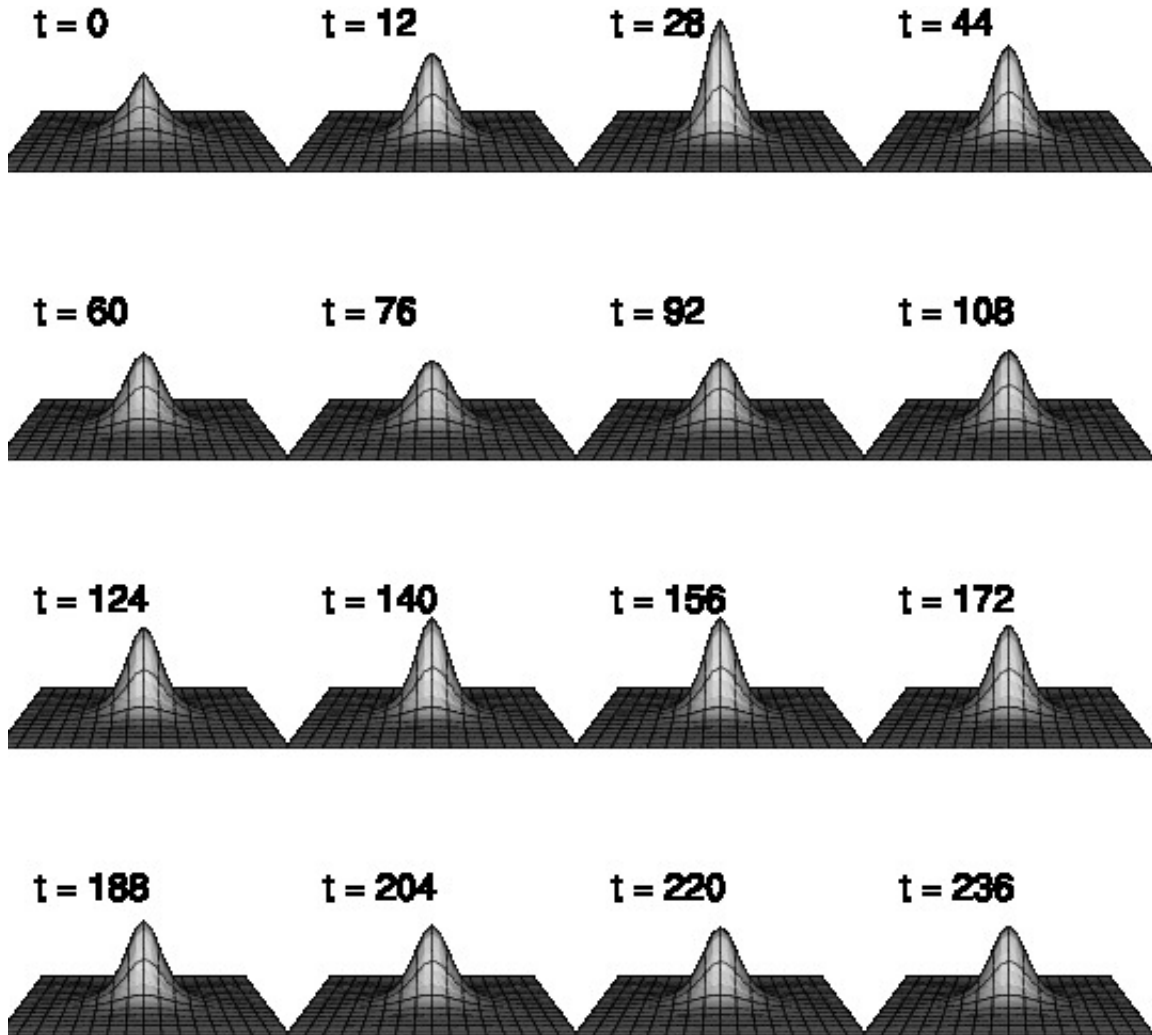 t = 0
t = 12
t = 28
t = 44
t = 60
t = 76
t = 92
t = 108
t = 124
t = 140
t = 156
t = 172
t = 188
t = 204
t = 220
t = 236